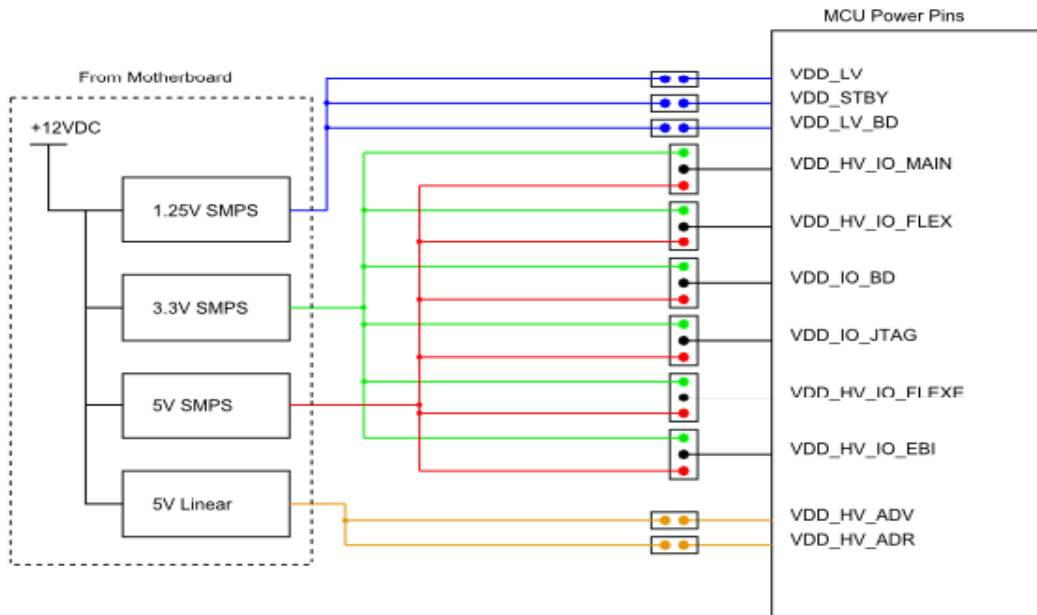 MCU Power Pins
From Motherboard
+12VDC
1.25V SMPS
3.3V SMPS
5V SMPS
5V Linear
VDD_LV
VDD_STBY
VDD_LV_BD
VDD_HV_IO_MAIN
VDD_HV_IO_FLEX
VDD_IO_BD
VDD_IO_JTAG
VDD_HV_IO_FLEXE
VDD_HV_IO_EBI
VDD_HV_ADV
VDD_HV_ADR